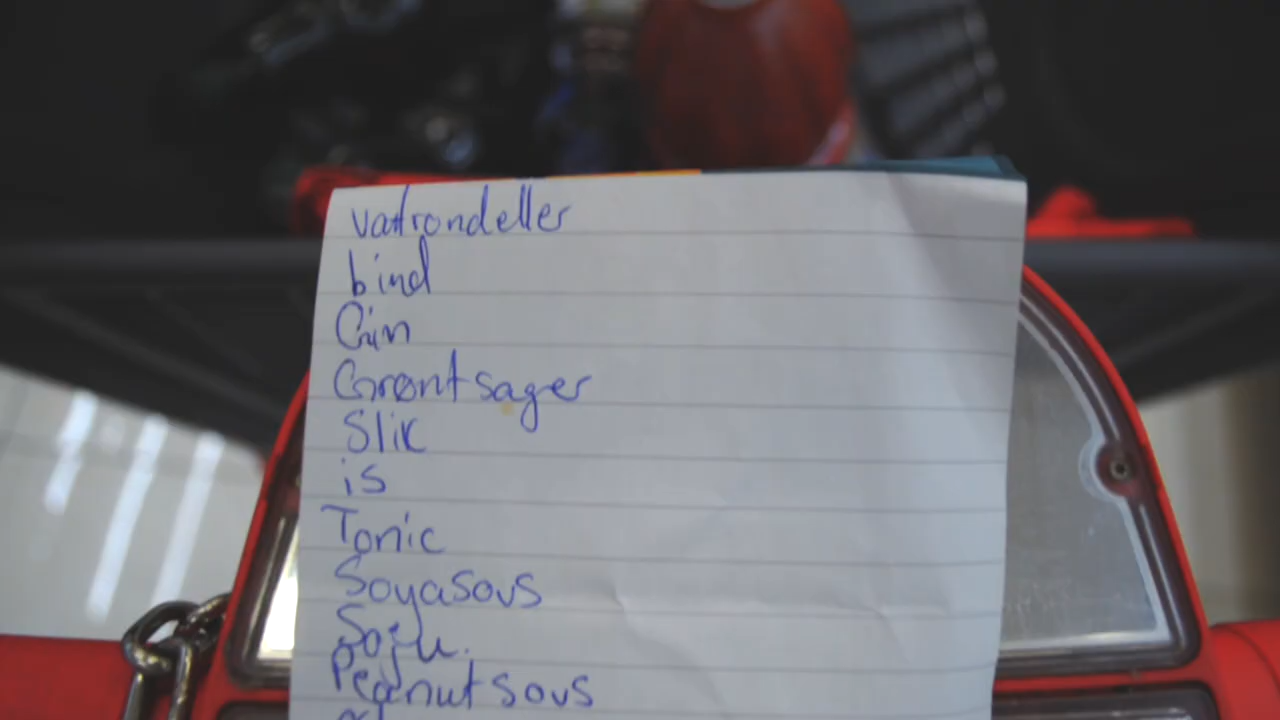 vatrondeller
bind
Gin
Grøntsager
Slik
is
Tonic
Soyasovs
Soju.
Peanutsovs